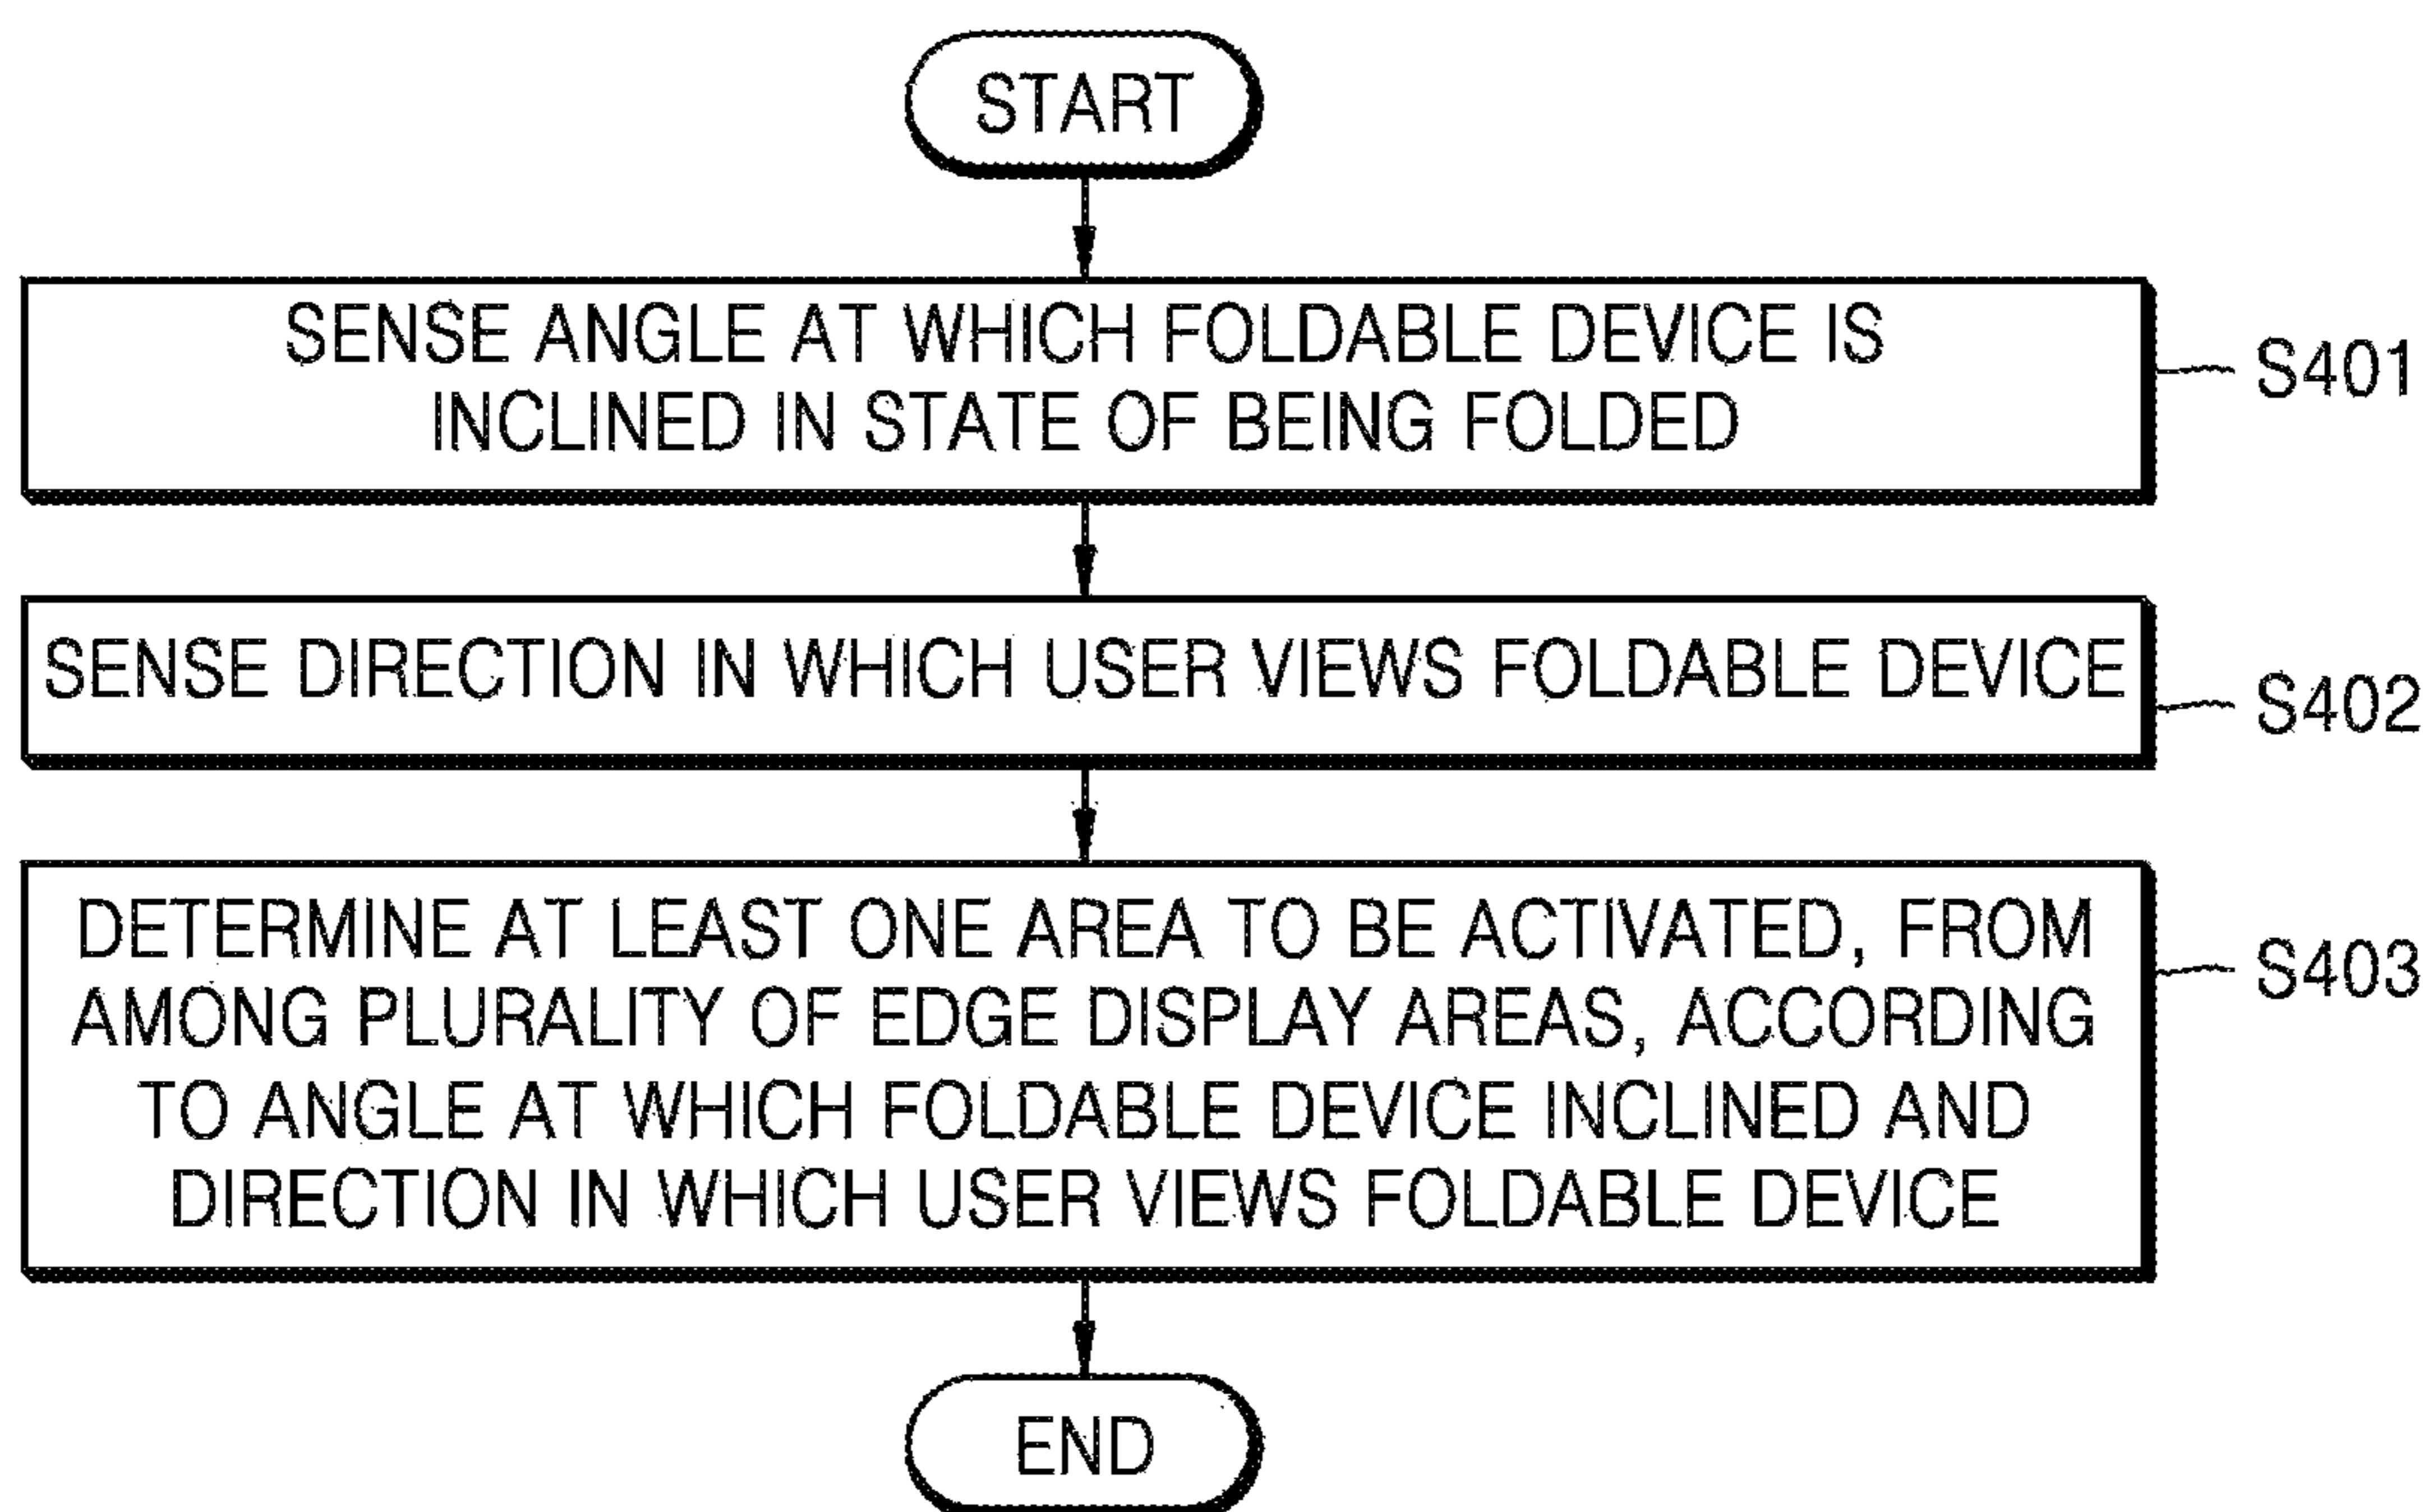 START
SENSE ANGLE AT WHICH FOLDABLE DEVICE IS
INCLINED IN STATE OF BEING FOLDED
S401
SENSE DIRECTION IN WHICH USER VIEWS FOLDABLE DEVICE
S402
DETERMINE AT LEAST ONE AREA TO BE ACTIVATED, FROM
AMONG PLURALITY OF EDGE DISPLAY AREAS, ACCORDING
TO ANGLE AT WHICH FOLDABLE DEVICE INCLINED AND
DIRECTION IN WHICH USER VIEWS FOLDABLE DEVICE
S403
END